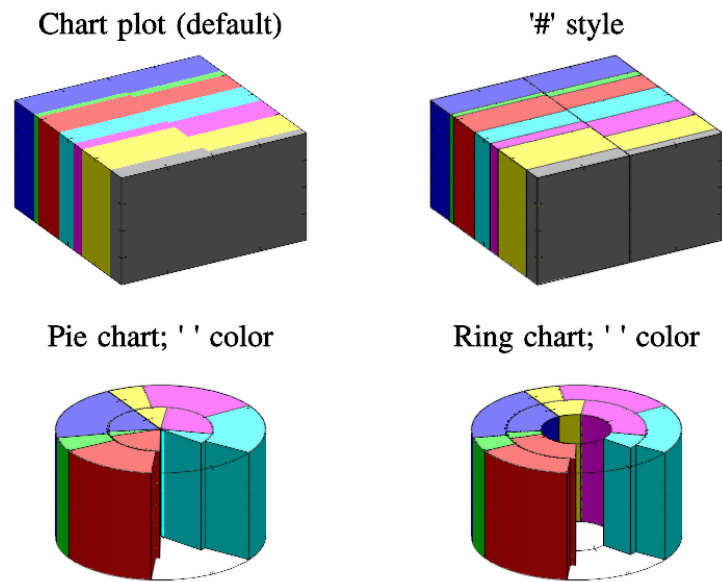 Chart plot (default)
'#' style
Pie chart; ' ' color
Ring chart; ' ' color